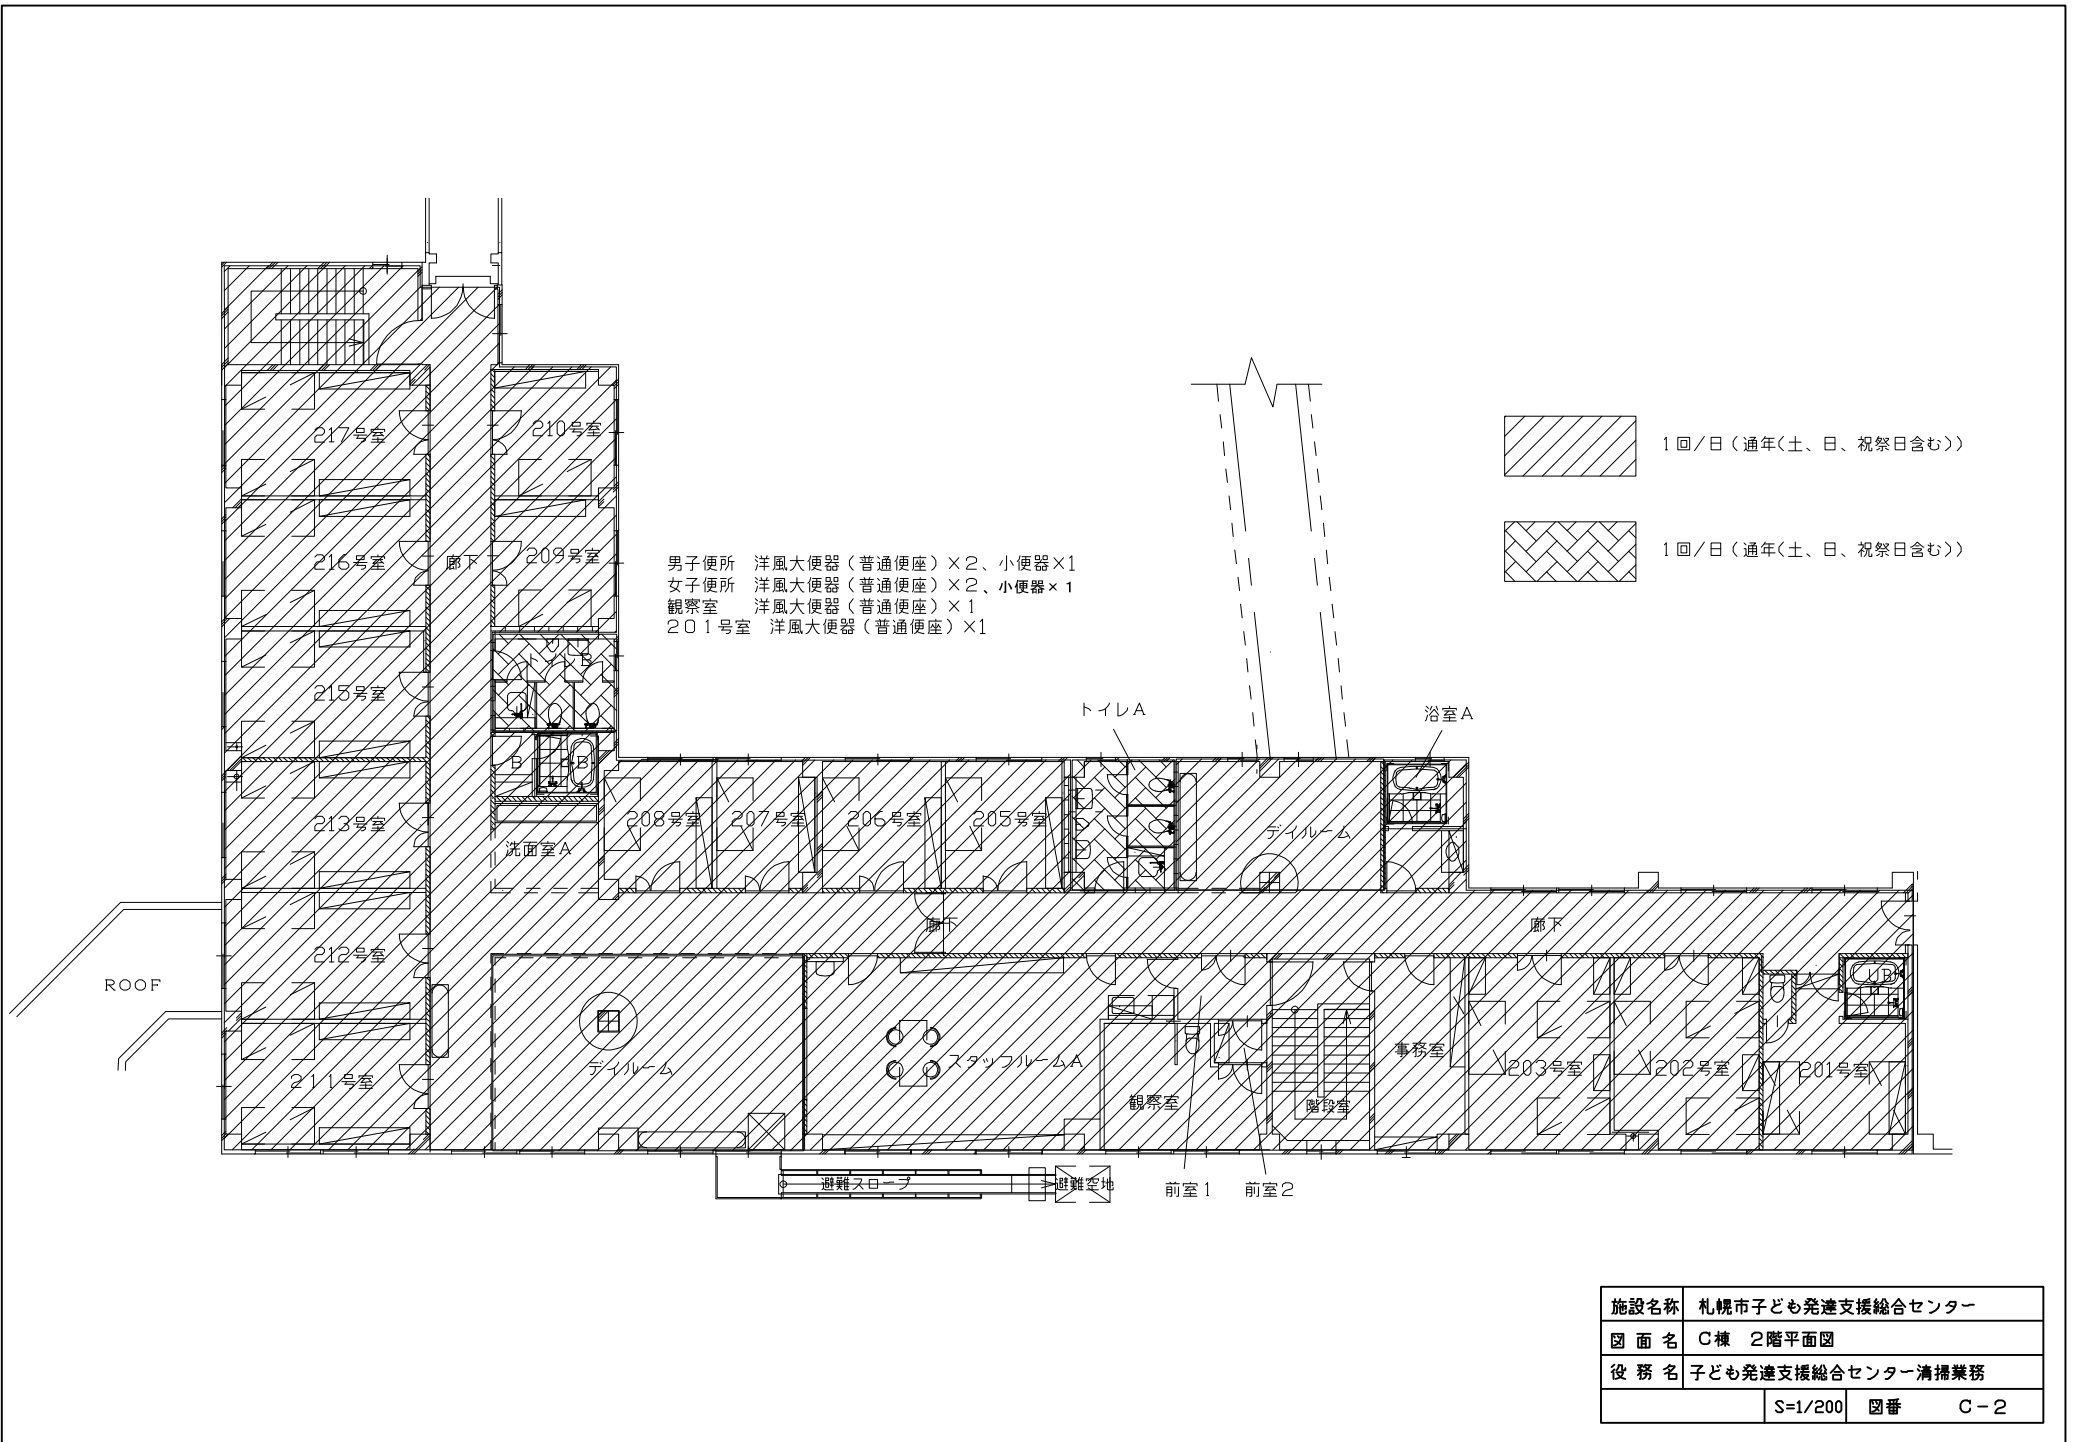 217号室
210号室
216号室
廊下
209号室
男子便所 洋風大便器(普通便座)×2、小便器×1
女子便所 洋風大便器(普通便座)×2、小便器×1
観察室 洋風大便器(普通便座)×1
201号室 洋風大便器(普通便座)×1
1回/日(通年(土、日、祝祭日含む))
1回/日(通年(土、日、祝祭日含む))
トイレB
215号室
トイレA
浴室A
213号室
洗面室A
208号室
207号室
206号室
205号室
デイルーム
廊下
廊下
212号室
ROOF
UB
211号室
デイルーム
スタッフルームA
観察室
階段室
事務室
203号室
202号室
201号室
避難スロープ
避難空地
前室1
前室2
施設名称 札幌市子ども発達支援総合センター
図面名 C棟 2階平面図
役務名 子ども発達支援総合センター清掃業務
S=1/200 図番 C-2